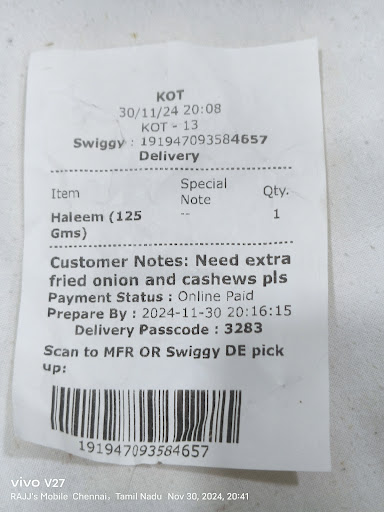 KOT
30/11/24 20:08
KOT - 13
Swiggy : 191947093584657
Delivery
Item Special Note Qty.
Haleem (125 Gms) -- 1
Customer Notes: Need extra
fried onion and cashews pls
Payment Status : Online Paid
Prepare By : 2024-11-30 20:16:15
Delivery Passcode : 3283
Scan to MFR OR Swiggy DE pick
up:
191947093584657
vivo V27
RAJJ's Mobile Chennai, Tamil Nadu Nov 30, 2024, 20:41